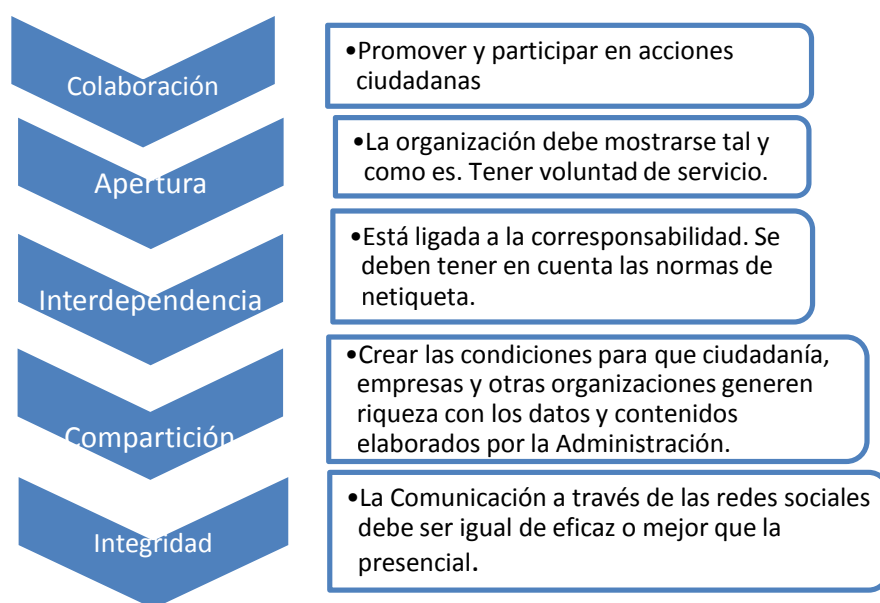 Colaboración
•Promover y participar en acciones
ciudadanas
Apertura
•La organización debe mostrarse tal y
como es. Tener voluntad de servicio.
Interdependencia
•Está ligada a la corresponsabilidad. Se
deben tener en cuenta las normas de
netiqueta.
Compartición
•Crear las condiciones para que ciudadanía,
empresas y otras organizaciones generen
riqueza con los datos y contenidos
elaborados por la Administración.
Integridad
•La Comunicación a través de las redes sociales
debe ser igual de eficaz o mejor que la
presencial.